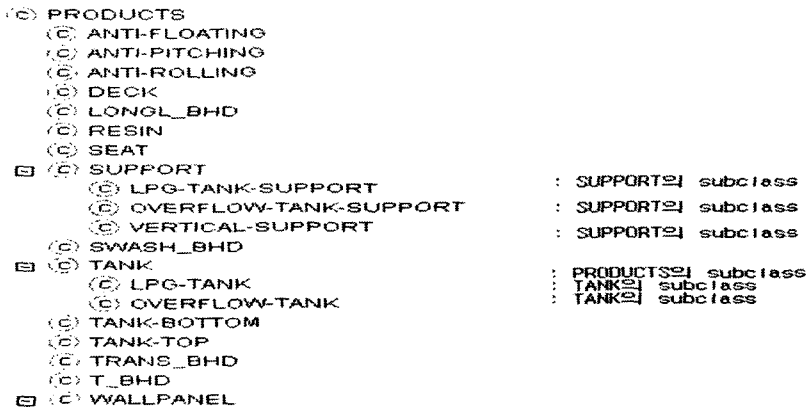 (C) PRODUCTS
(C) ANTI-FLOATING
(C) ANTI-PITCHING
(C) ANTI-ROLLING
(C) DECK
(C) LONGL_BHD
(C) RESIN
(C) SEAT
(C) SUPPORT
(C) LPG-TANK-SUPPORT : SUPPORT의 subclass
(C) OVERFLOW-TANK-SUPPORT : SUPPORT의 subclass
(C) VERTICAL-SUPPORT : SUPPORT의 subclass
(C) SWASH_BHD
(C) TANK : PRODUCTS의 subclass
(C) LPG-TANK : TANK의 subclass
(C) OVERFLOW-TANK : TANK의 subclass
(C) TANK-BOTTOM
(C) TANK-TOP
(C) TRANS_BHD
(C) T_BHD
(C) WALLPANEL